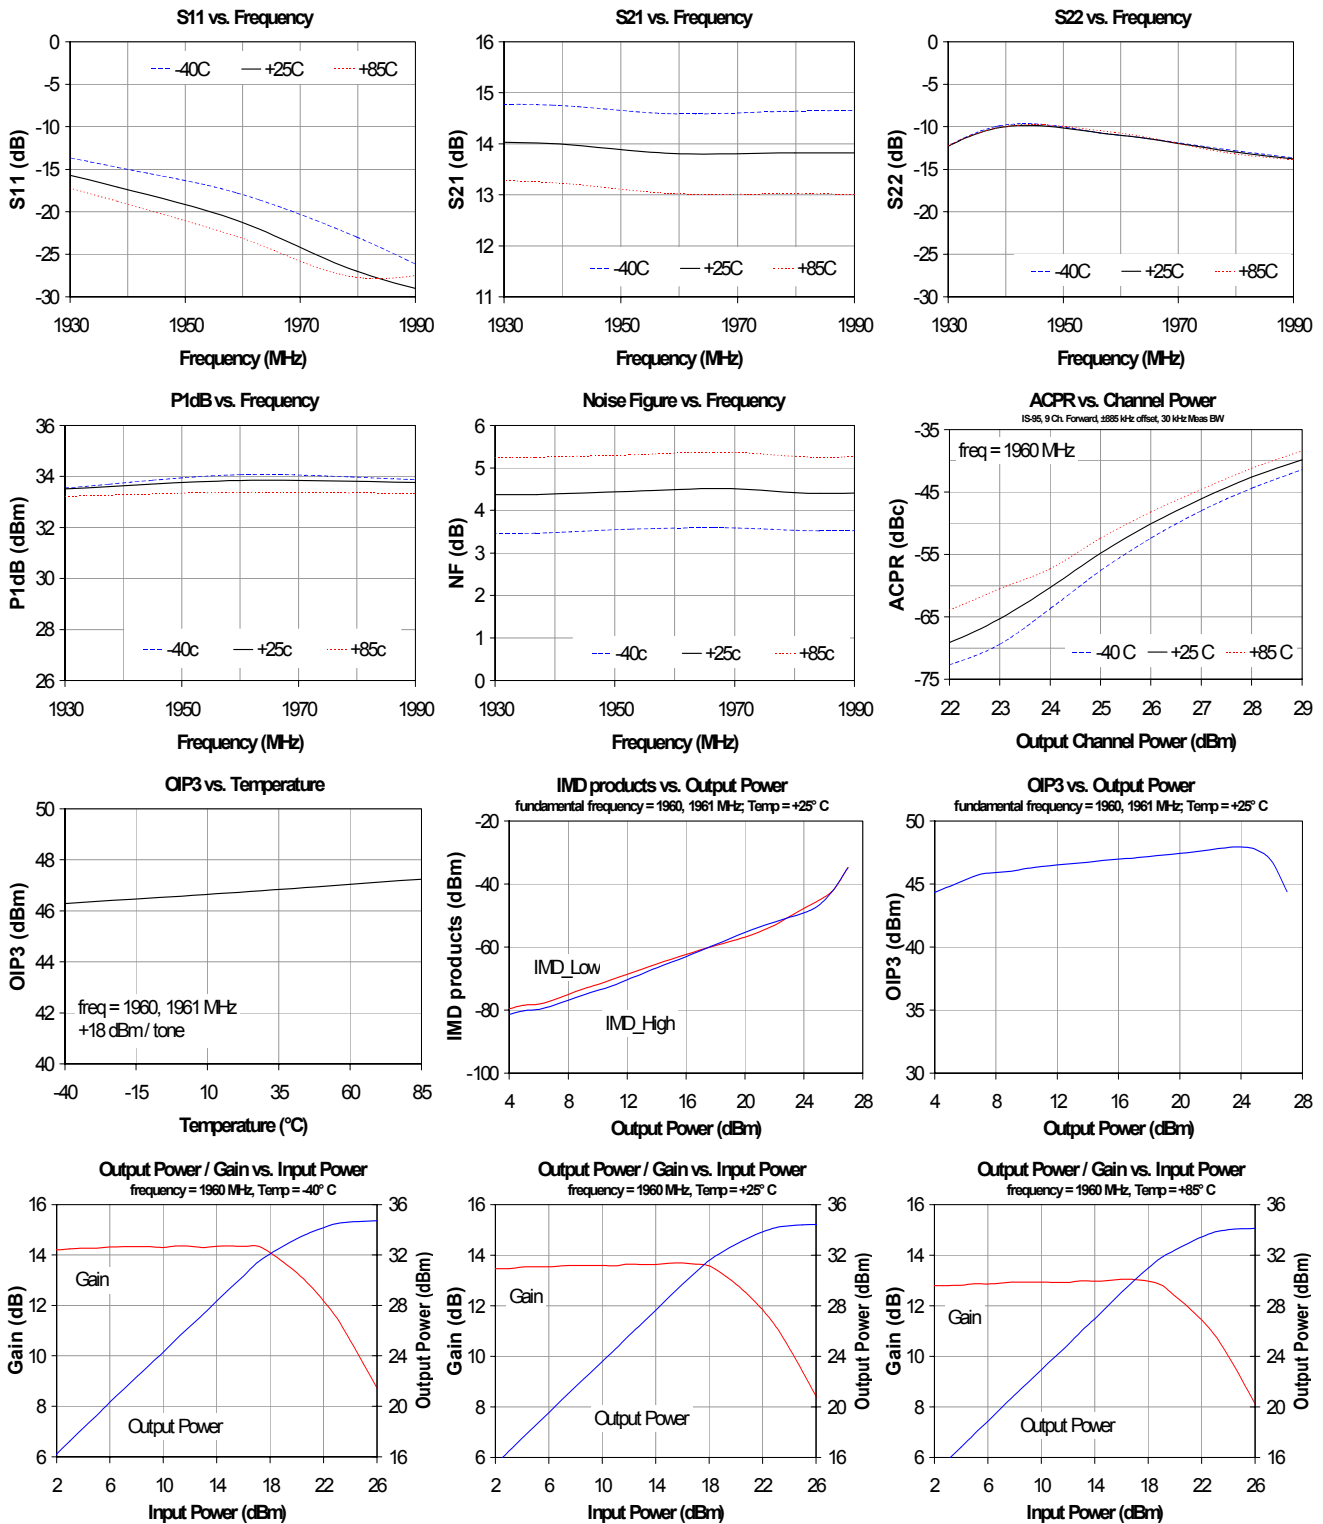 S11 vs. Frequency
0
-5
-10
-15
-20
-25
-30
S11 (dB)
-40C +25C +85C
1930 1950 1970 1990
Frequency (MHz)
S21 vs. Frequency
16
15
14
13
12
11
S21 (dB)
-40C +25C +85C
1930 1950 1970 1990
Frequency (MHz)
S22 vs. Frequency
0
-5
-10
-15
-20
-25
-30
S22 (dB)
-40C +25C +85C
1930 1950 1970 1990
Frequency (MHz)
P1dB vs. Frequency
36
34
32
30
28
26
P1dB (dBm)
-40c +25c +85c
1930 1950 1970 1990
Frequency (MHz)
Noise Figure vs. Frequency
6
5
4
3
2
1
0
NF (dB)
-40c +25c +85c
1930 1950 1970 1990
Frequency (MHz)
ACPR vs. Channel Power
IS-95, 9 Ch. Forward, ±885 kHz offset, 30 kHz Meas BW
-35
-45
-55
-65
-75
ACPR (dBc)
freq = 1960 MHz
-40 C +25 C +85 C
22 23 24 25 26 27 28 29
Output Channel Power (dBm)
OIP3 vs. Temperature
50
48
46
44
42
40
OIP3 (dBm)
freq = 1960, 1961 MHz
+18 dBm / tone
-40 -15 10 35 60 85
Temperature (°C)
IMD products vs. Output Power
fundamental frequency = 1960, 1961 MHz; Temp = +25° C
-20
-40
-60
-80
-100
IMD products (dBm)
IMD_Low
IMD_High
4 8 12 16 20 24 28
Output Power (dBm)
OIP3 vs. Output Power
fundamental frequency = 1960, 1961 MHz; Temp = +25° C
50
45
40
35
30
OIP3 (dBm)
4 8 12 16 20 24 28
Output Power (dBm)
Output Power / Gain vs. Input Power
frequency = 1960 MHz, Temp = -40° C
16
14
12
10
8
6
Gain (dB)
Gain
Output Power
36
32
28
24
20
16
Output Power (dBm)
2 6 10 14 18 22 26
Input Power (dBm)
Output Power / Gain vs. Input Power
frequency = 1960 MHz, Temp = +25° C
16
14
12
10
8
6
Gain (dB)
Gain
Output Power
36
32
28
24
20
16
Output Power (dBm)
2 6 10 14 18 22 26
Input Power (dBm)
Output Power / Gain vs. Input Power
frequency = 1960 MHz, Temp = +85° C
16
14
12
10
8
6
Gain (dB)
Gain
Output Power
36
32
28
24
20
16
Output Power (dBm)
2 6 10 14 18 22 26
Input Power (dBm)